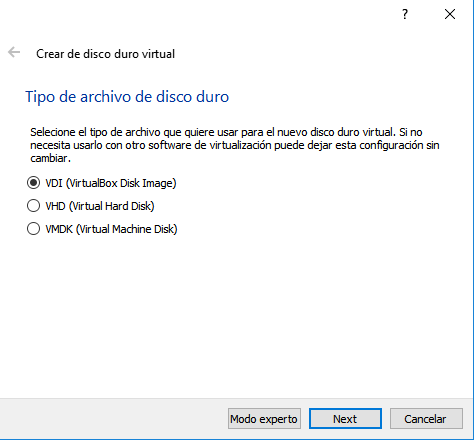 ?
Crear de disco duro virtual
Tipo de archivo de disco duro
Selecione el tipo de archivo que quiere usar para el nuevo disco duro virtual. Si no
necesita usarlo con otro software de virtualización puede dejar esta configuración sin
cambiar.
VDI (VirtualBox Disk Image)
VHD (Virtual Hard Disk)
VMDK (Virtual Machine Disk)
Modo experto Next Cancelar